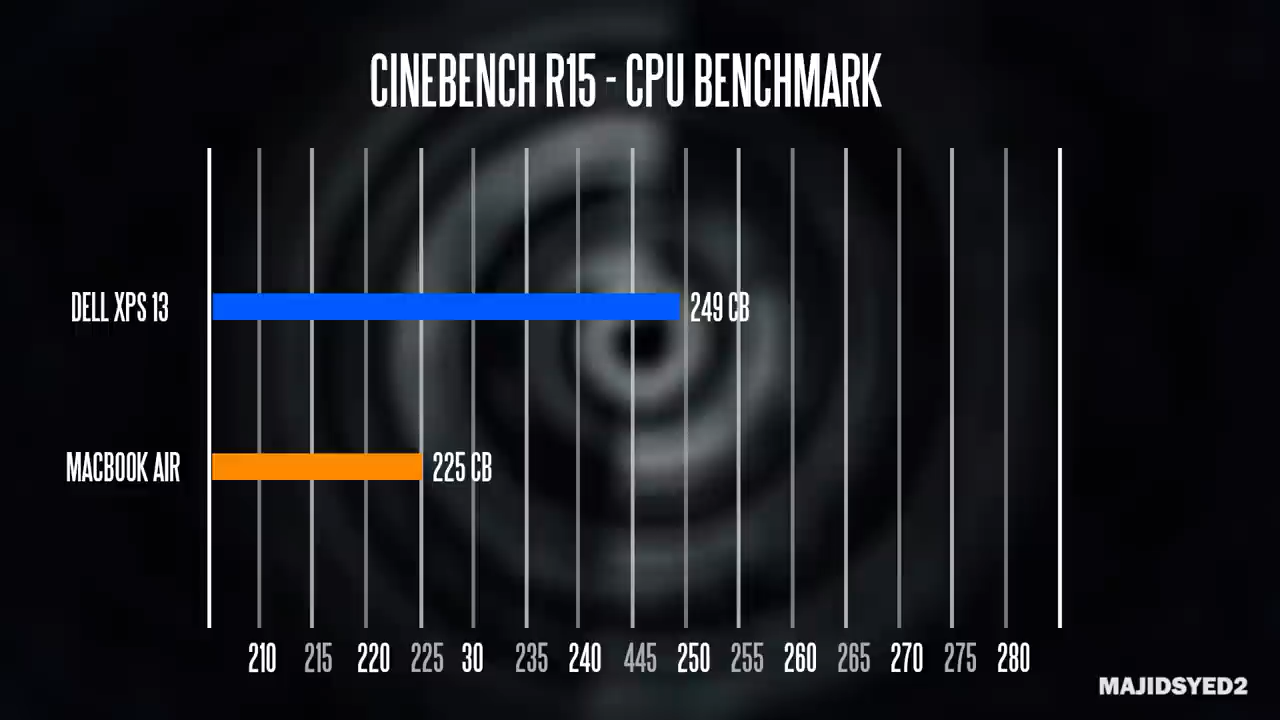 CINEBENCH R15 - CPU BENCHMARK
DELL XPS 13
249 CB
MACBOOK AIR
225 CB
210 215 220 225 30 235 240 445 250 255 260 265 270 275 280
MAJIDSYED2